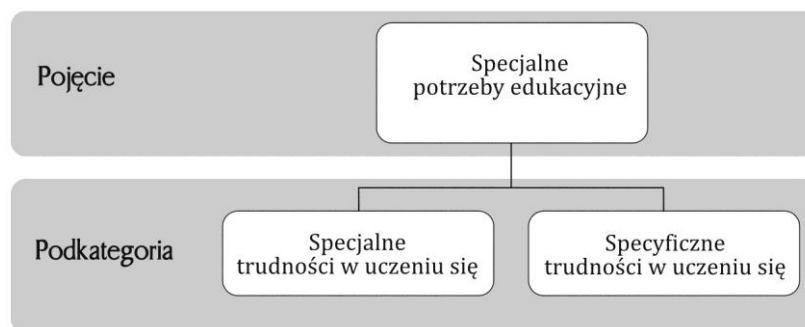 Pojęcie
Specjalne
potrzeby edukacyjne
Podkategoria
Specjalne
trudności w uczeniu się
Specyficzne
trudności w uczeniu się